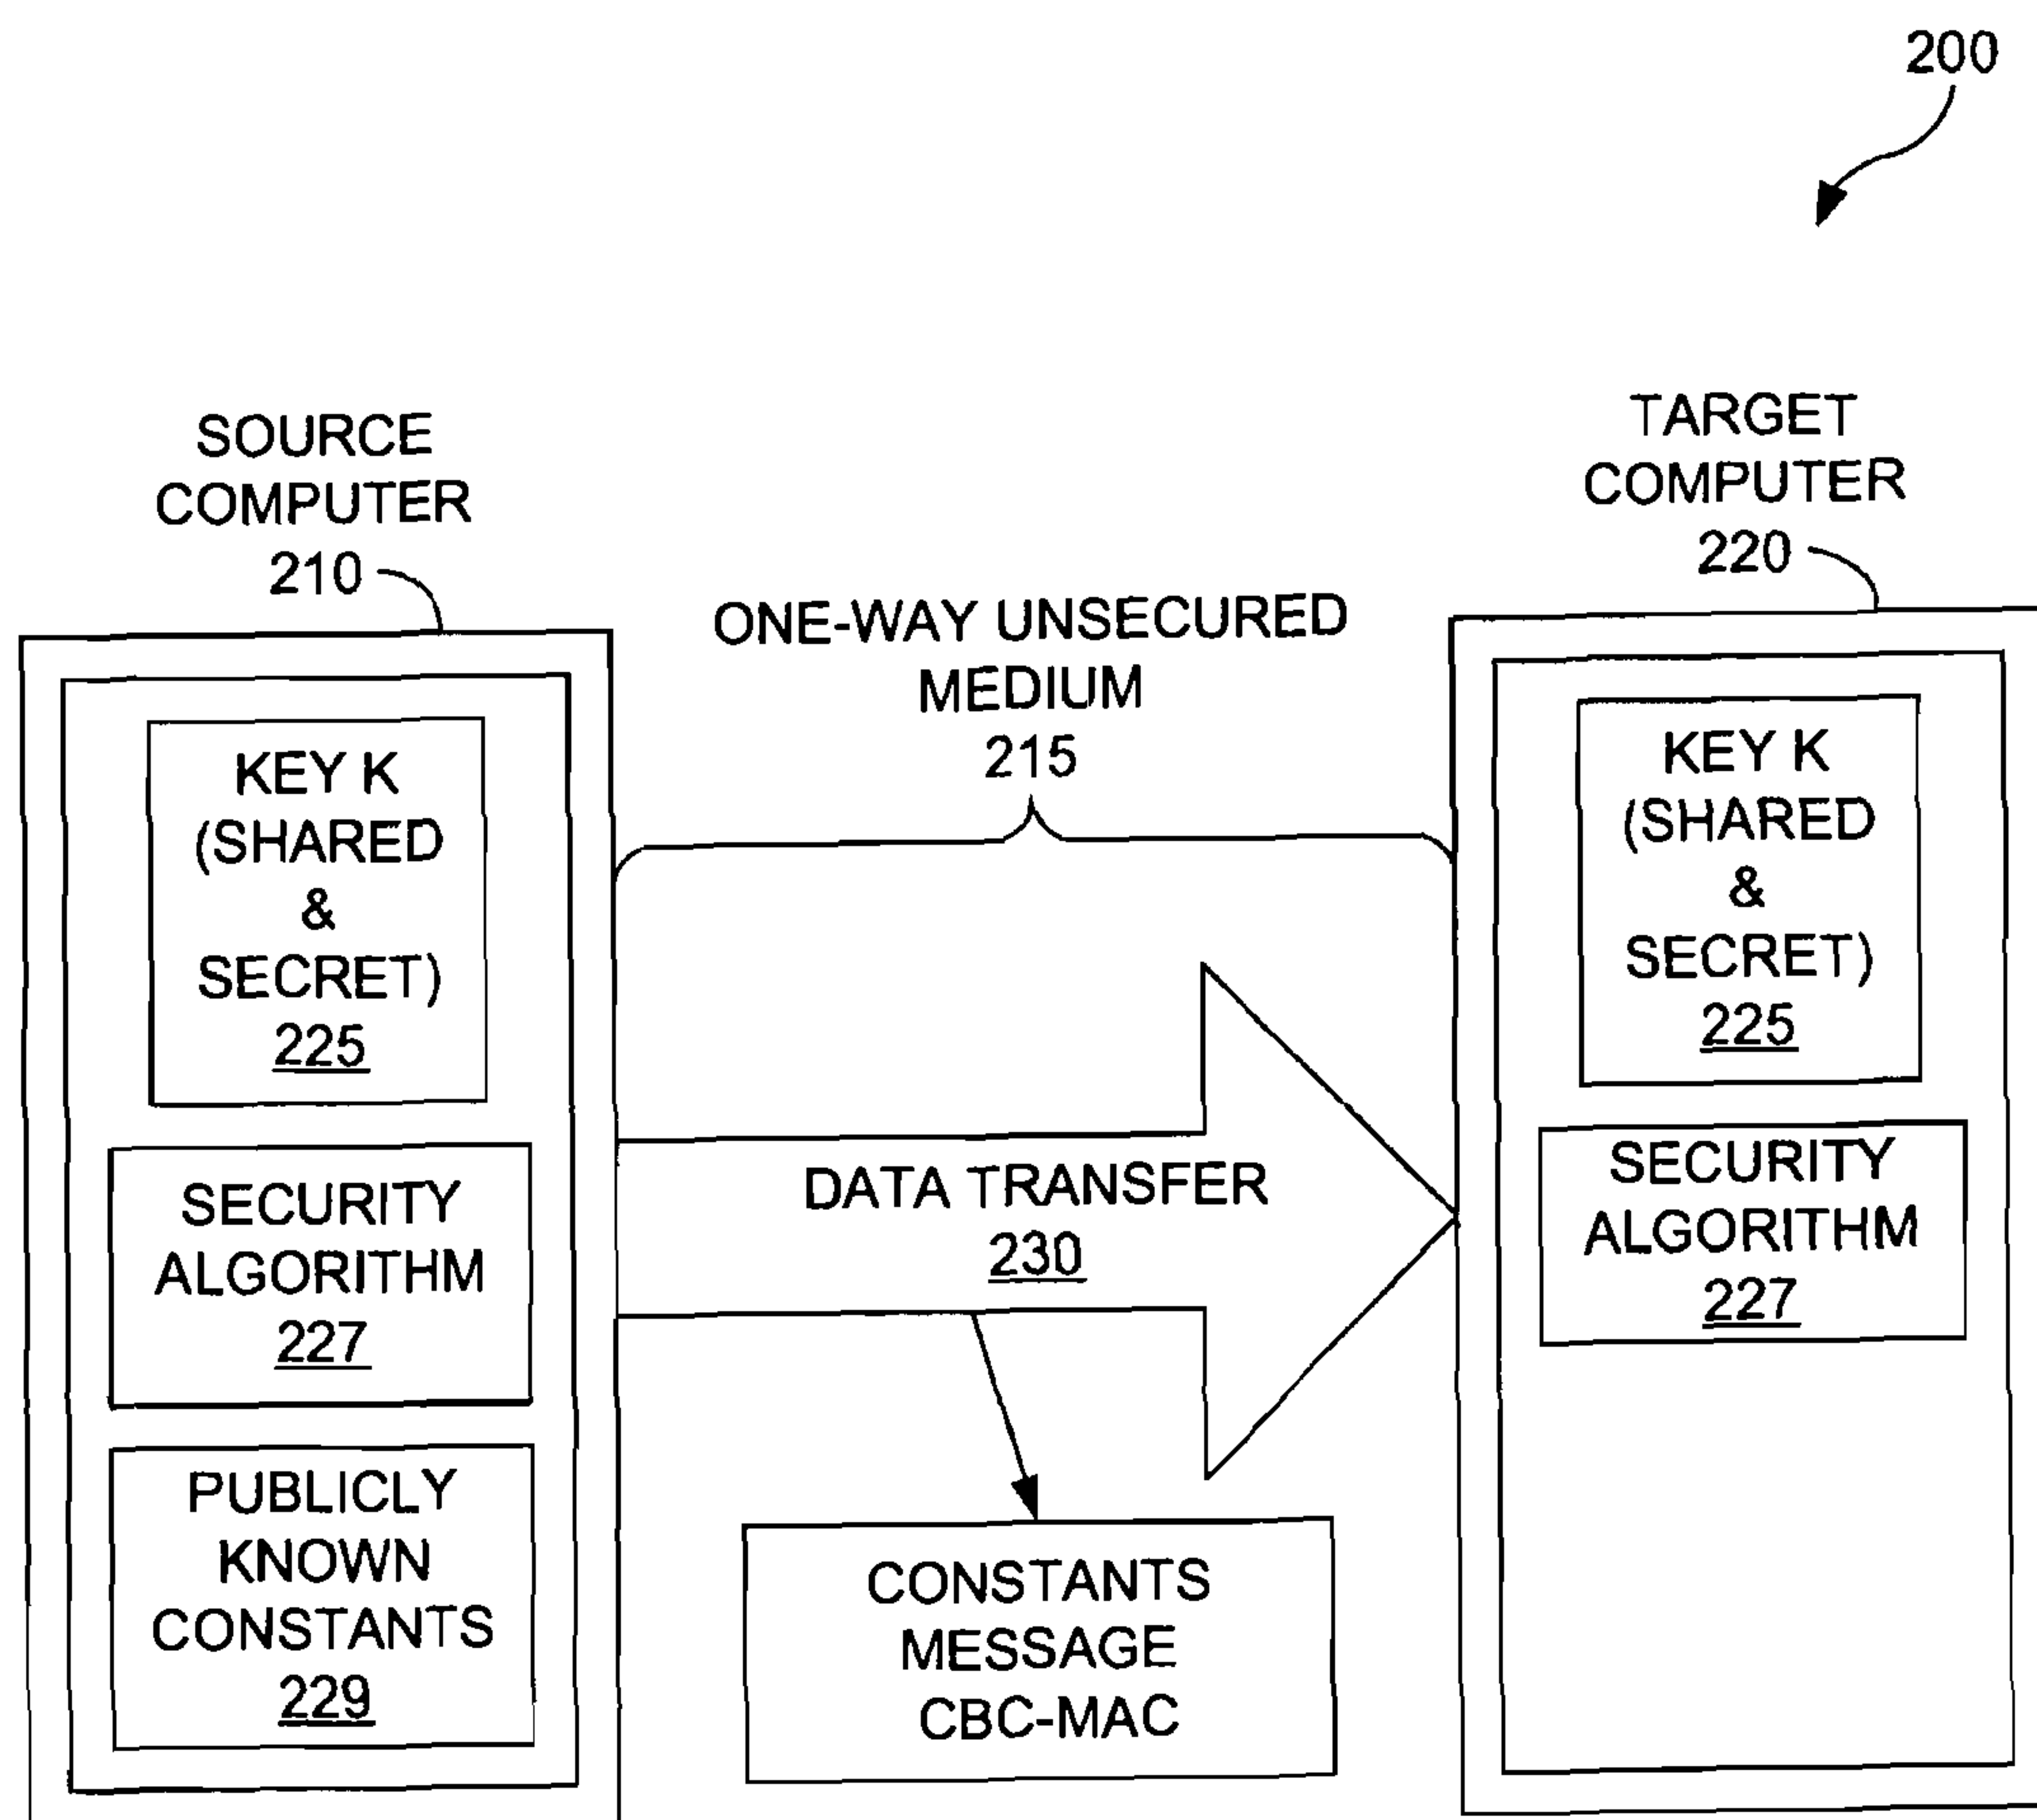 200
SOURCE
COMPUTER
210
ONE-WAY UNSECURED
MEDIUM
215
TARGET
COMPUTER
220
KEY K
(SHARED
&
SECRET)
225
SECURITY
ALGORITHM
227
PUBLICLY
KNOWN
CONSTANTS
229
DATA TRANSFER
230
CONSTANTS
MESSAGE
CBC-MAC
KEY K
(SHARED
&
SECRET)
225
SECURITY
ALGORITHM
227